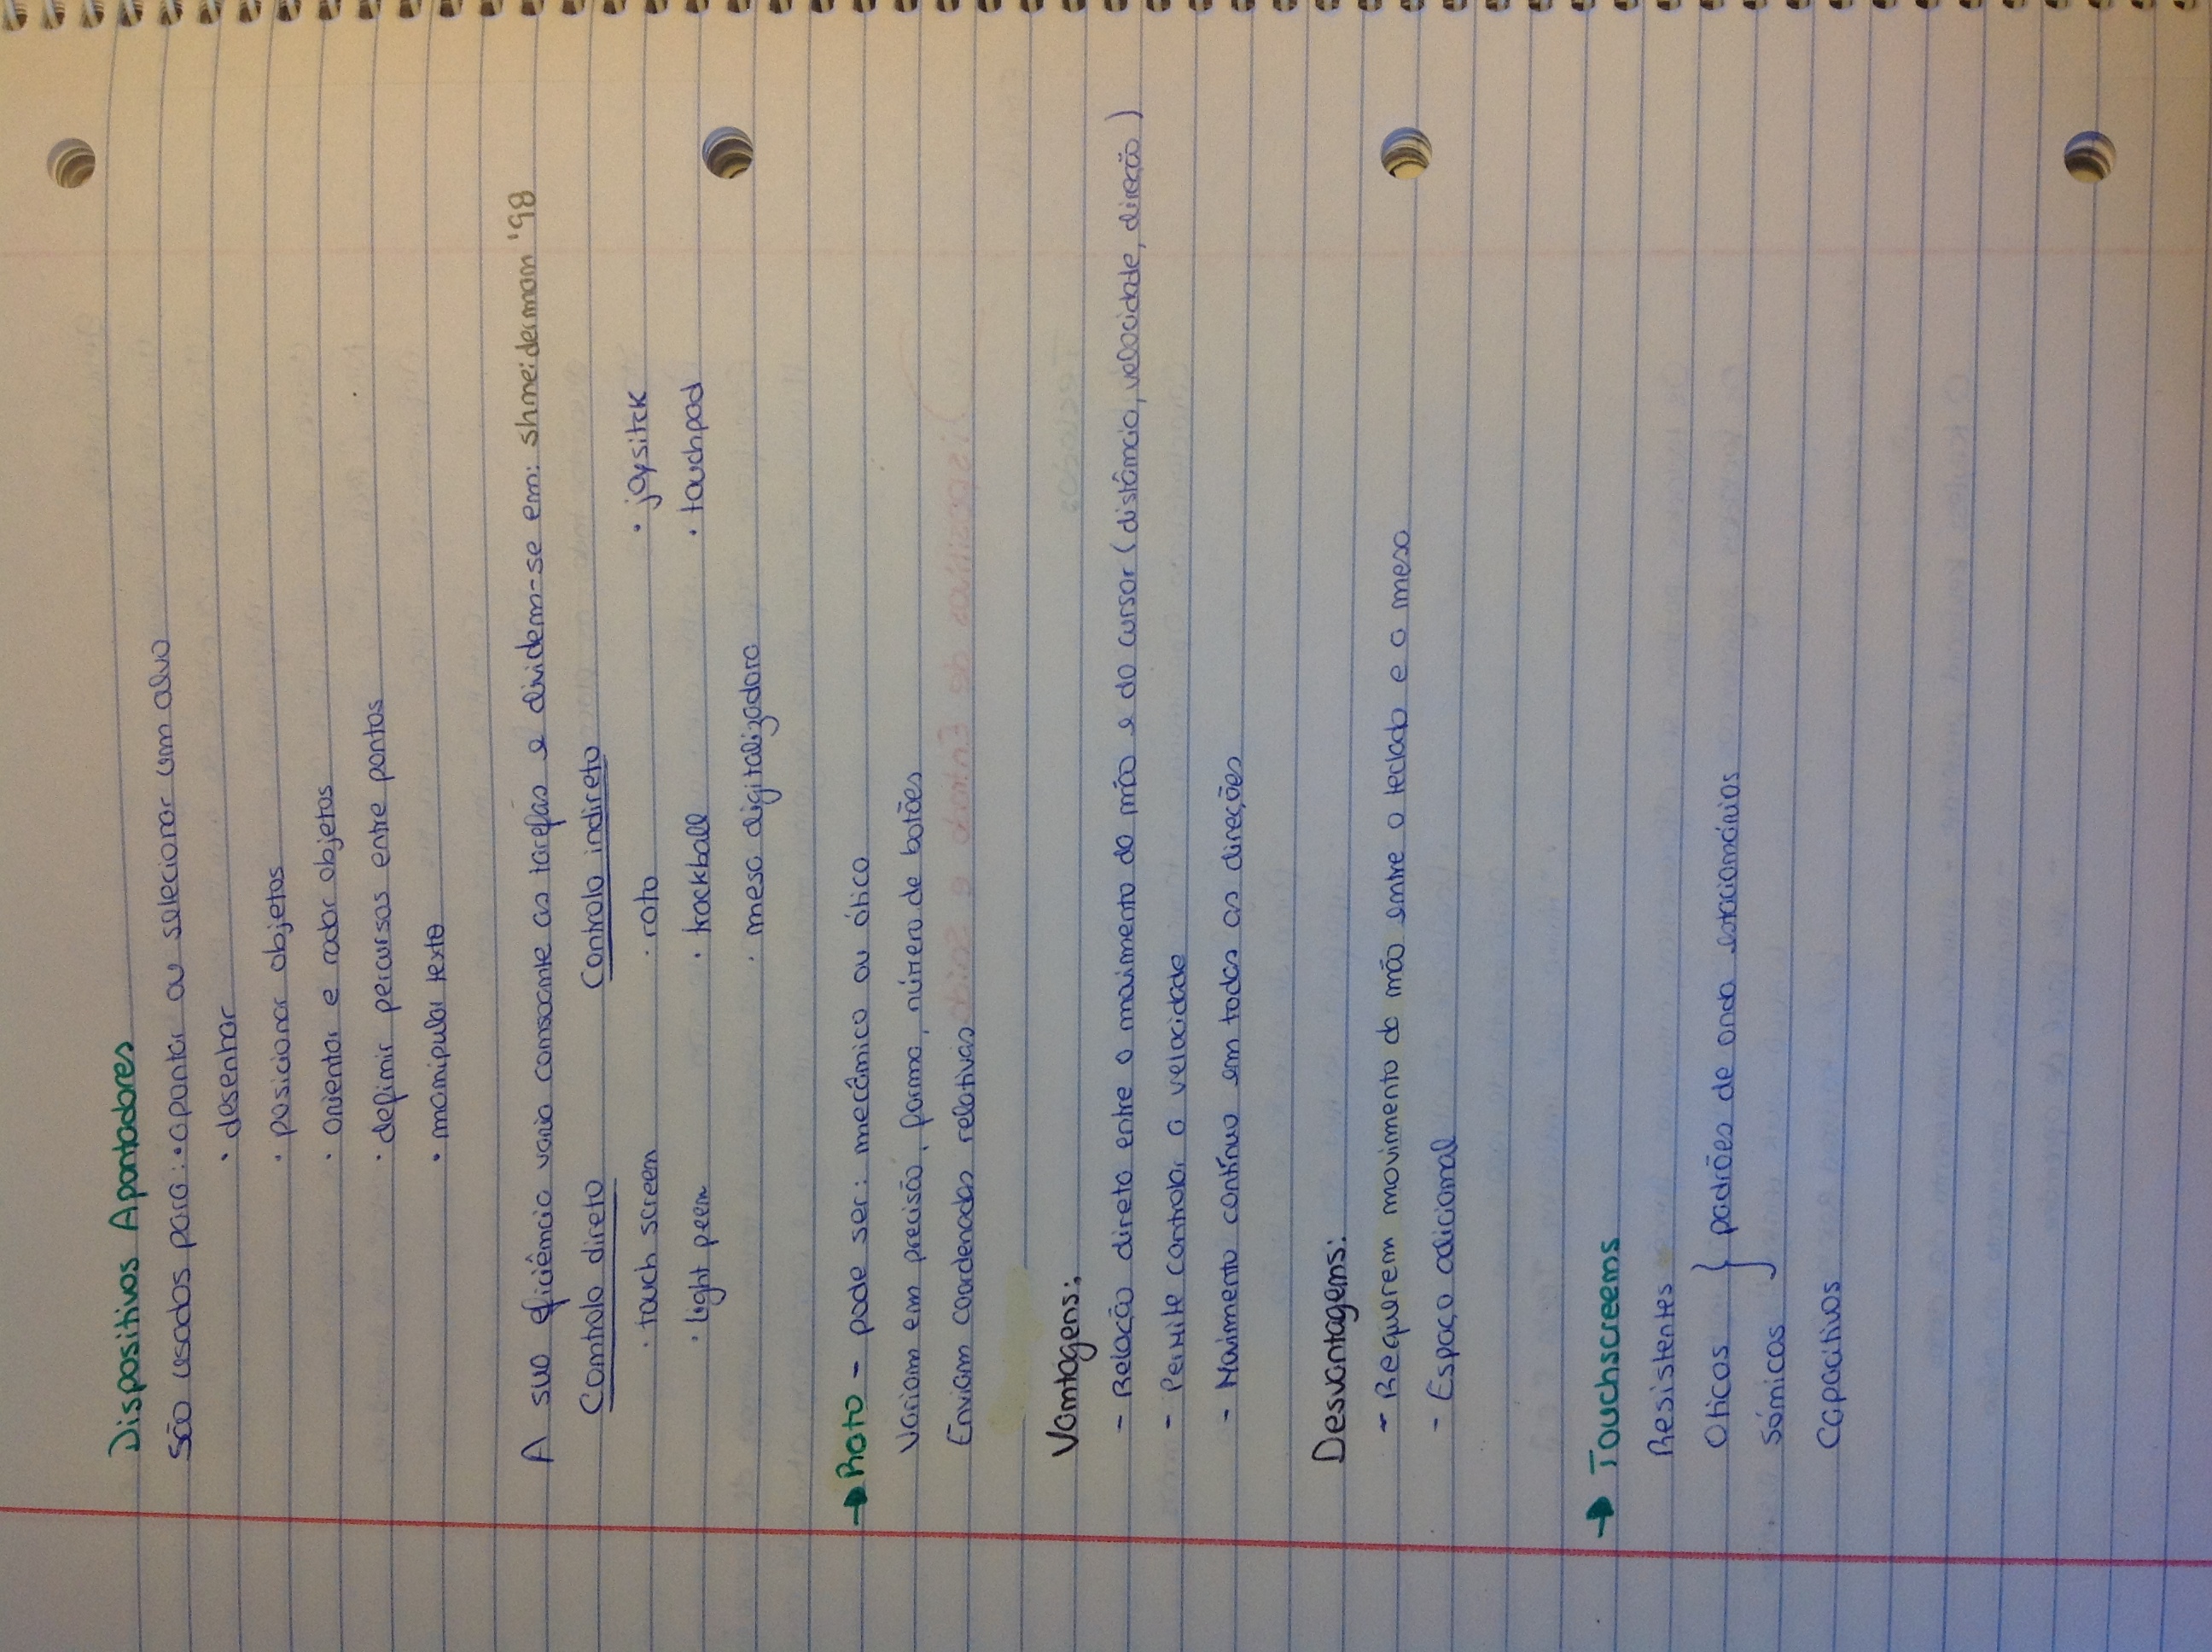 Dispositivos Apontadores
São usados para: • apontar ou selecionar um alvo
• desenhar
• posicionar objetos
• orientar e rodar objetos
• definir percursos entre pontos
• manipular texto
A sua eficiência varia consoante as tarefas e dividem-se em: Shneiderman '98
Controlo direto Controlo indireto
• touch screen • rato • joysitck
• light peen • trackball • touchpad
• mesa digitalizadora
→ Rato - pode ser: mecânico ou ótico
Variam em precisão, forma, número de botões
Enviam coordenadas relativas
Vantagens:
- Relação direta entre o movimento da mão e do cursor (distância, velocidade, direção)
- Permite controlar a velocidade
- Movimento contínuo em todas as direções
Desvantagens:
- Requerem movimento da mão entre o teclado e a mesa
- Espaço adicional
→ Touchscreens
Resistentes
Oticos } padrões de onda estacionários
Sónicos
Capacitivos